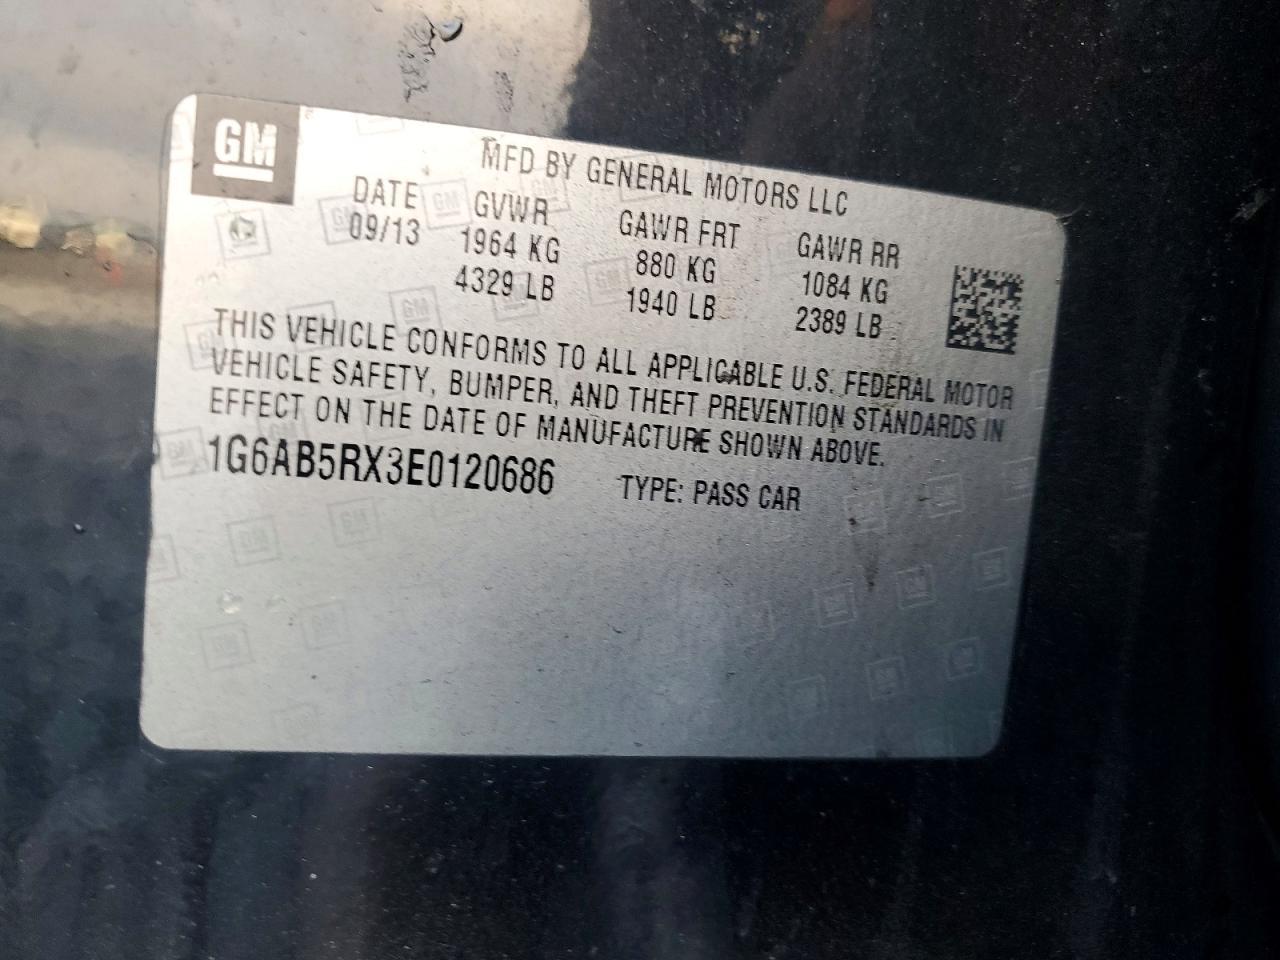 GM
MFD BY GENERAL MOTORS LLC
DATE GVWR GAWR FRT GAWR RR
09/13 1964 KG 880 KG 1084 KG
4329 LB 1940 LB 2389 LB
THIS VEHICLE CONFORMS TO ALL APPLICABLE U.S. FEDERAL MOTOR
VEHICLE SAFETY, BUMPER, AND THEFT PREVENTION STANDARDS IN
EFFECT ON THE DATE OF MANUFACTURE SHOWN ABOVE.
1G6AB5RX3E0120686 TYPE: PASS CAR